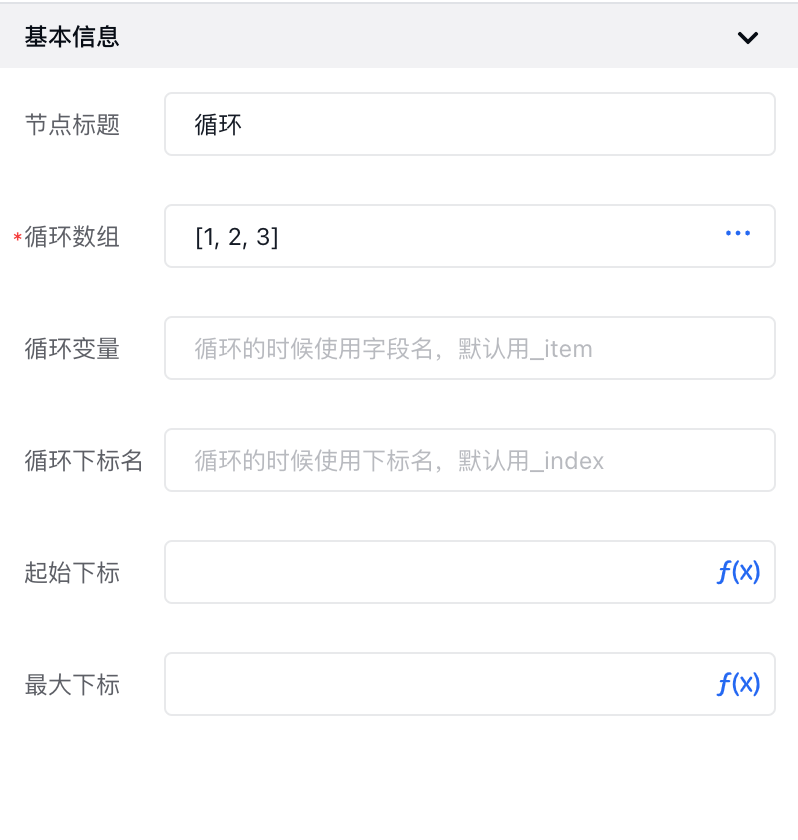 基本信息
节点标题 循环
*循环数组 [1, 2, 3] ···
循环变量 循环的时候使用字段名，默认用_item
循环下标名 循环的时候使用下标名，默认用_index
起始下标 ƒ(x)
最大下标 ƒ(x)